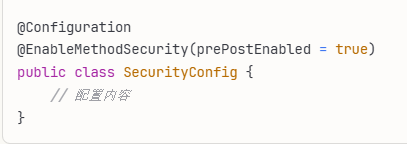 @Configuration
@EnableMethodSecurity(prePostEnabled = true)
public class SecurityConfig {
    // 配置内容
}